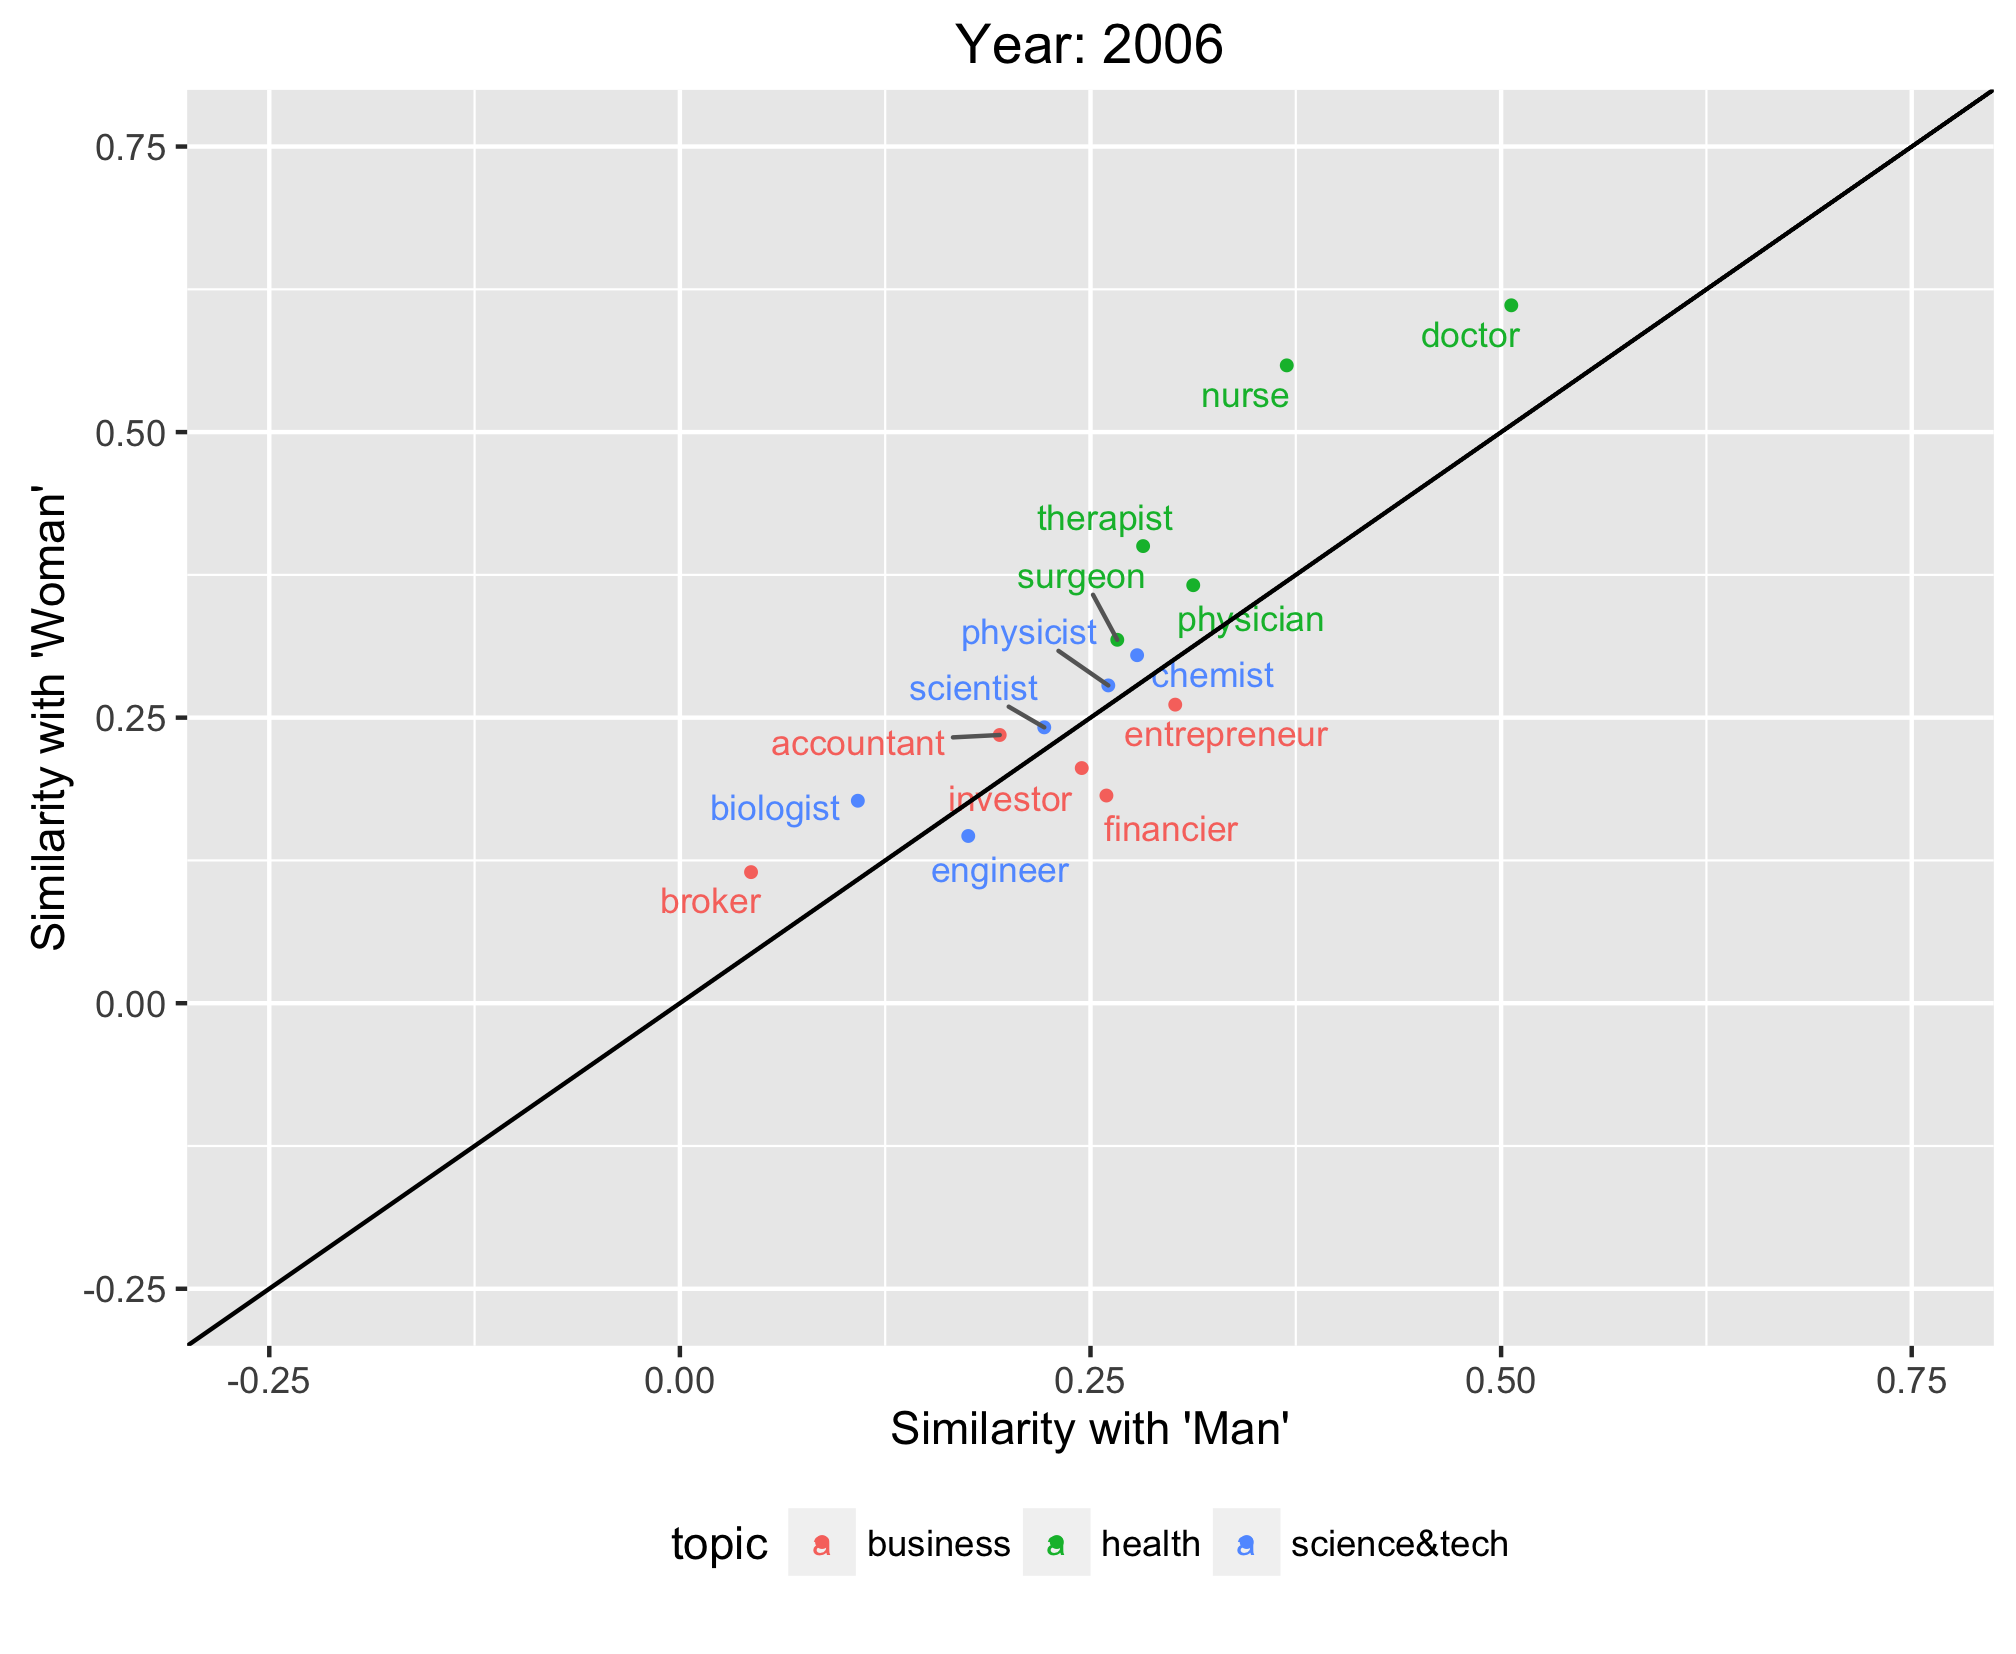 Year: 2006
0.75
0.50
0.25
0.00
-0.25
Similarity with 'Woman'
doctor
nurse
therapist
surgeon
physician
physicist
chemist
scientist
entrepreneur
accountant
investor
biologist
financier
engineer
broker
-0.25 0.00 0.25 0.50 0.75
Similarity with 'Man'
topic a business a health a science&tech